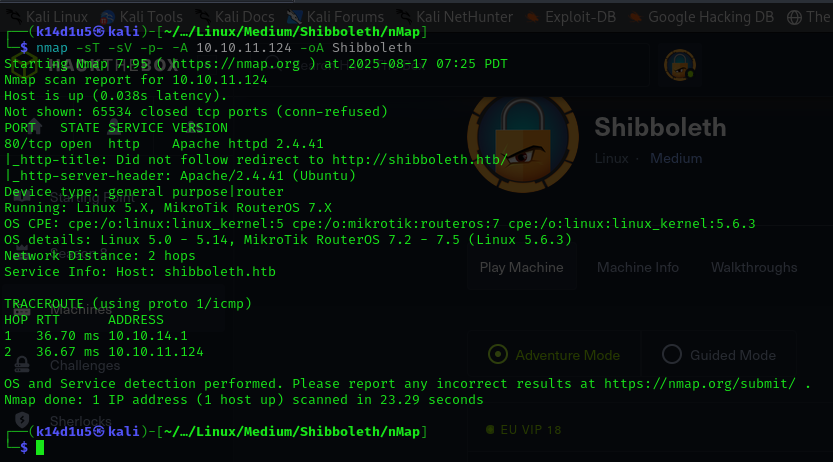 Kali Linux Kali Tools Kali Docs Kali Forums Kali NetHunter Exploit-DB Google Hacking DB The
┌──(k14d1u5㉿kali)-[~/…/Linux/Medium/Shibboleth/nMap]
└─$ nmap -sT -sV -p- -A 10.10.11.124 -oA Shibboleth
Starting Nmap 7.95 ( https://nmap.org ) at 2025-08-17 07:25 PDT
Nmap scan report for 10.10.11.124
Host is up (0.038s latency).
Not shown: 65534 closed tcp ports (conn-refused)
PORT   STATE SERVICE VERSION
80/tcp open  http    Apache httpd 2.4.41
|_http-title: Did not follow redirect to http://shibboleth.htb/
|_http-server-header: Apache/2.4.41 (Ubuntu)
Device type: general purpose|router
Running: Linux 5.X, MikroTik RouterOS 7.X
OS CPE: cpe:/o:linux:linux_kernel:5 cpe:/o:mikrotik:routeros:7 cpe:/o:linux:linux_kernel:5.6.3
OS details: Linux 5.0 - 5.14, MikroTik RouterOS 7.2 - 7.5 (Linux 5.6.3)
Network Distance: 2 hops
Service Info: Host: shibboleth.htb
TRACEROUTE (using proto 1/icmp)
HOP RTT      ADDRESS
1   36.70 ms 10.10.14.1
2   36.67 ms 10.10.11.124
OS and Service detection performed. Please report any incorrect results at https://nmap.org/submit/ .
Nmap done: 1 IP address (1 host up) scanned in 23.29 seconds
┌──(k14d1u5㉿kali)-[~/…/Linux/Medium/Shibboleth/nMap]
└─$
HACKTHEBOX
Starting Point
Machines
Challenges
Sherlocks
Shibboleth
Linux · Medium
Play Machine Machine Info Walkthroughs
Adventure Mode Guided Mode
EU VIP 18